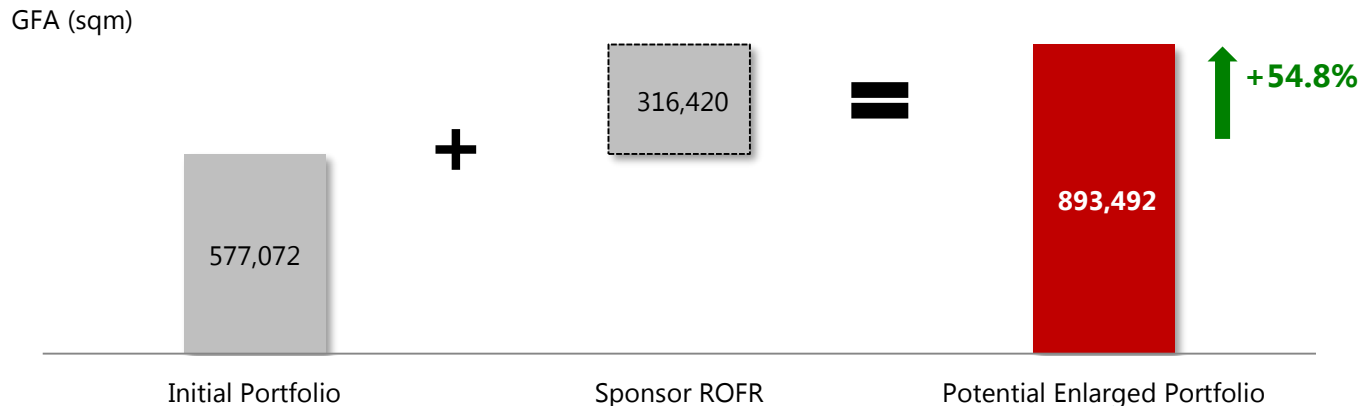 GFA (sqm)
316,420
+54.8%
+
=
893,492
577,072
Initial Portfolio
Sponsor ROFR
Potential Enlarged Portfolio